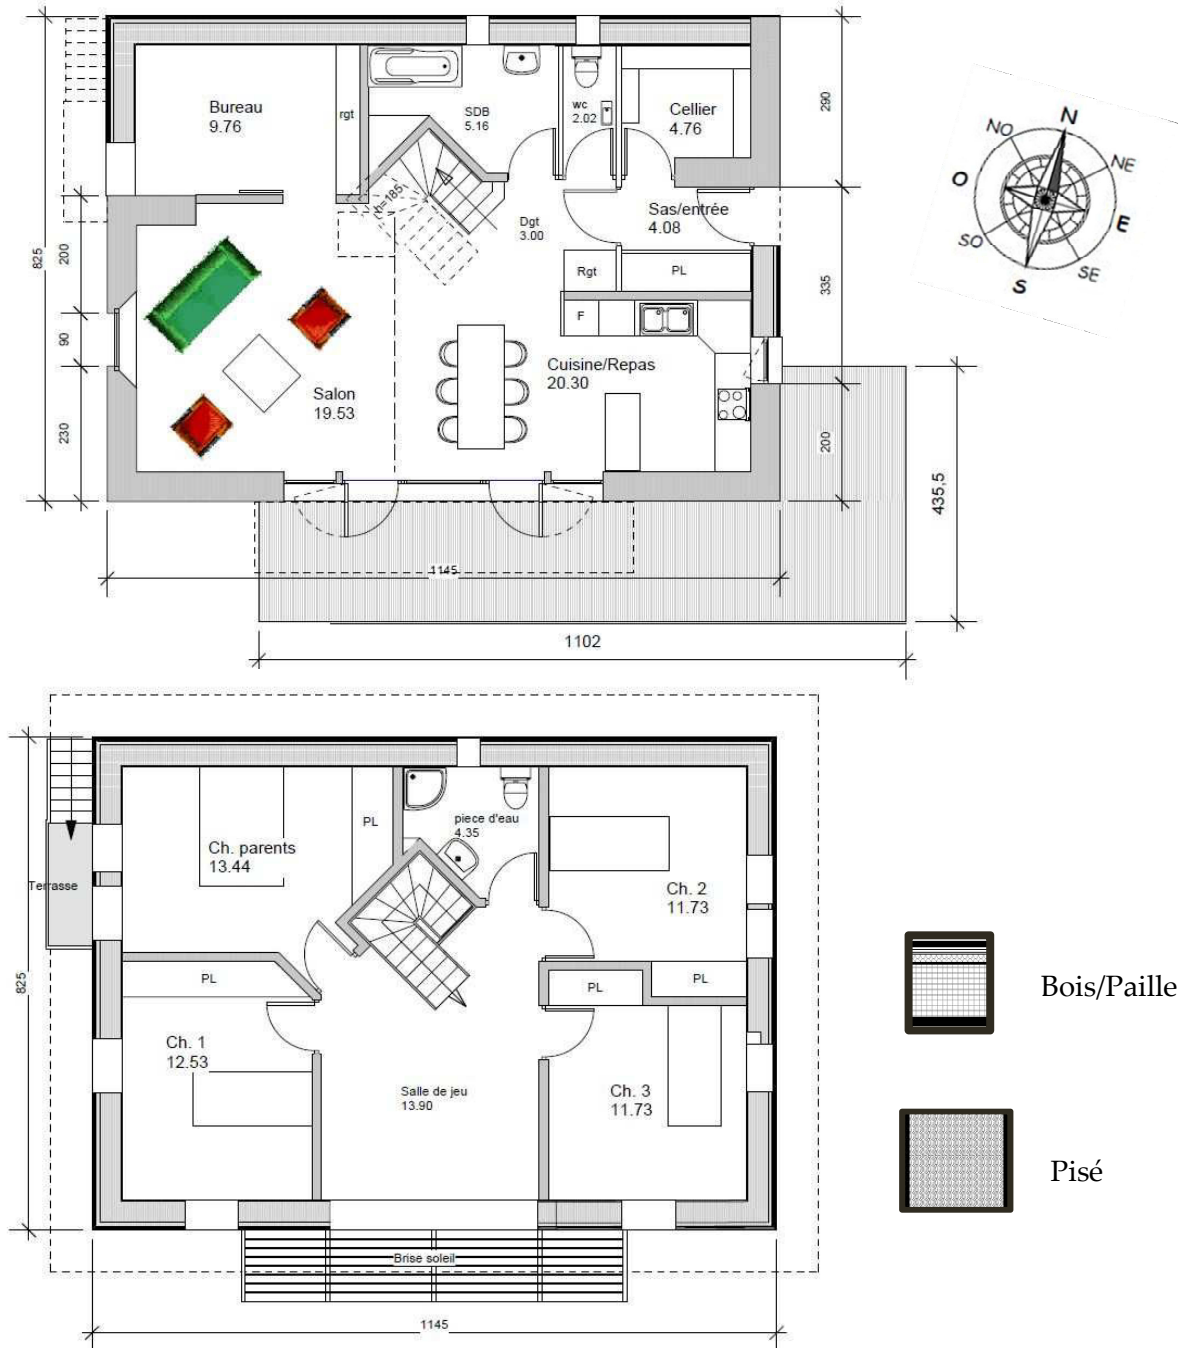 825
200
90
230
Bureau
9.76
rgt
SDB
5.16
wc
2.02
Cellier
4.76
h=185
Dgt
3.00
Sas/entrée
4.08
Rgt
PL
F
Cuisine/Repas
20.30
Salon
19.53
290
335
200
435,5
1145
1102
N
NE
E
SE
S
SO
O
NO
825
Terrasse
Ch. parents
13.44
PL
piece d'eau
4.35
Ch. 2
11.73
PL
PL
PL
Ch. 1
12.53
Salle de jeu
13.90
Ch. 3
11.73
Brise soleil
1145
Bois/Paille
Pisé